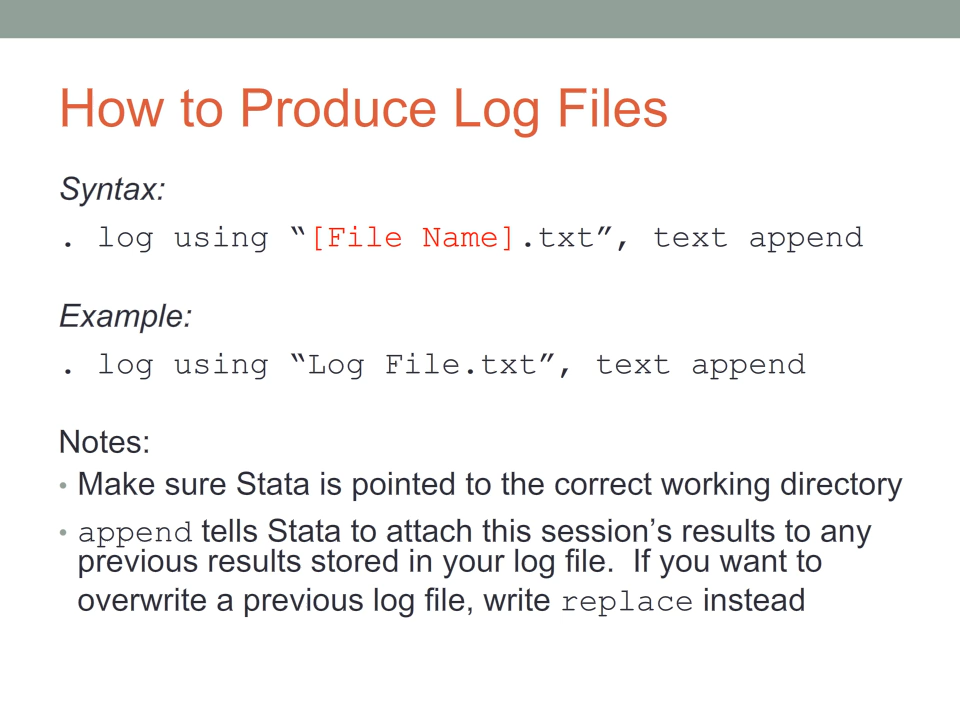 How to Produce Log Files
Syntax:
. log using “[File Name].txt”, text append
Example:
. log using “Log File.txt”, text append
Notes:
• Make sure Stata is pointed to the correct working directory
• append tells Stata to attach this session’s results to any
previous results stored in your log file.  If you want to
overwrite a previous log file, write replace instead